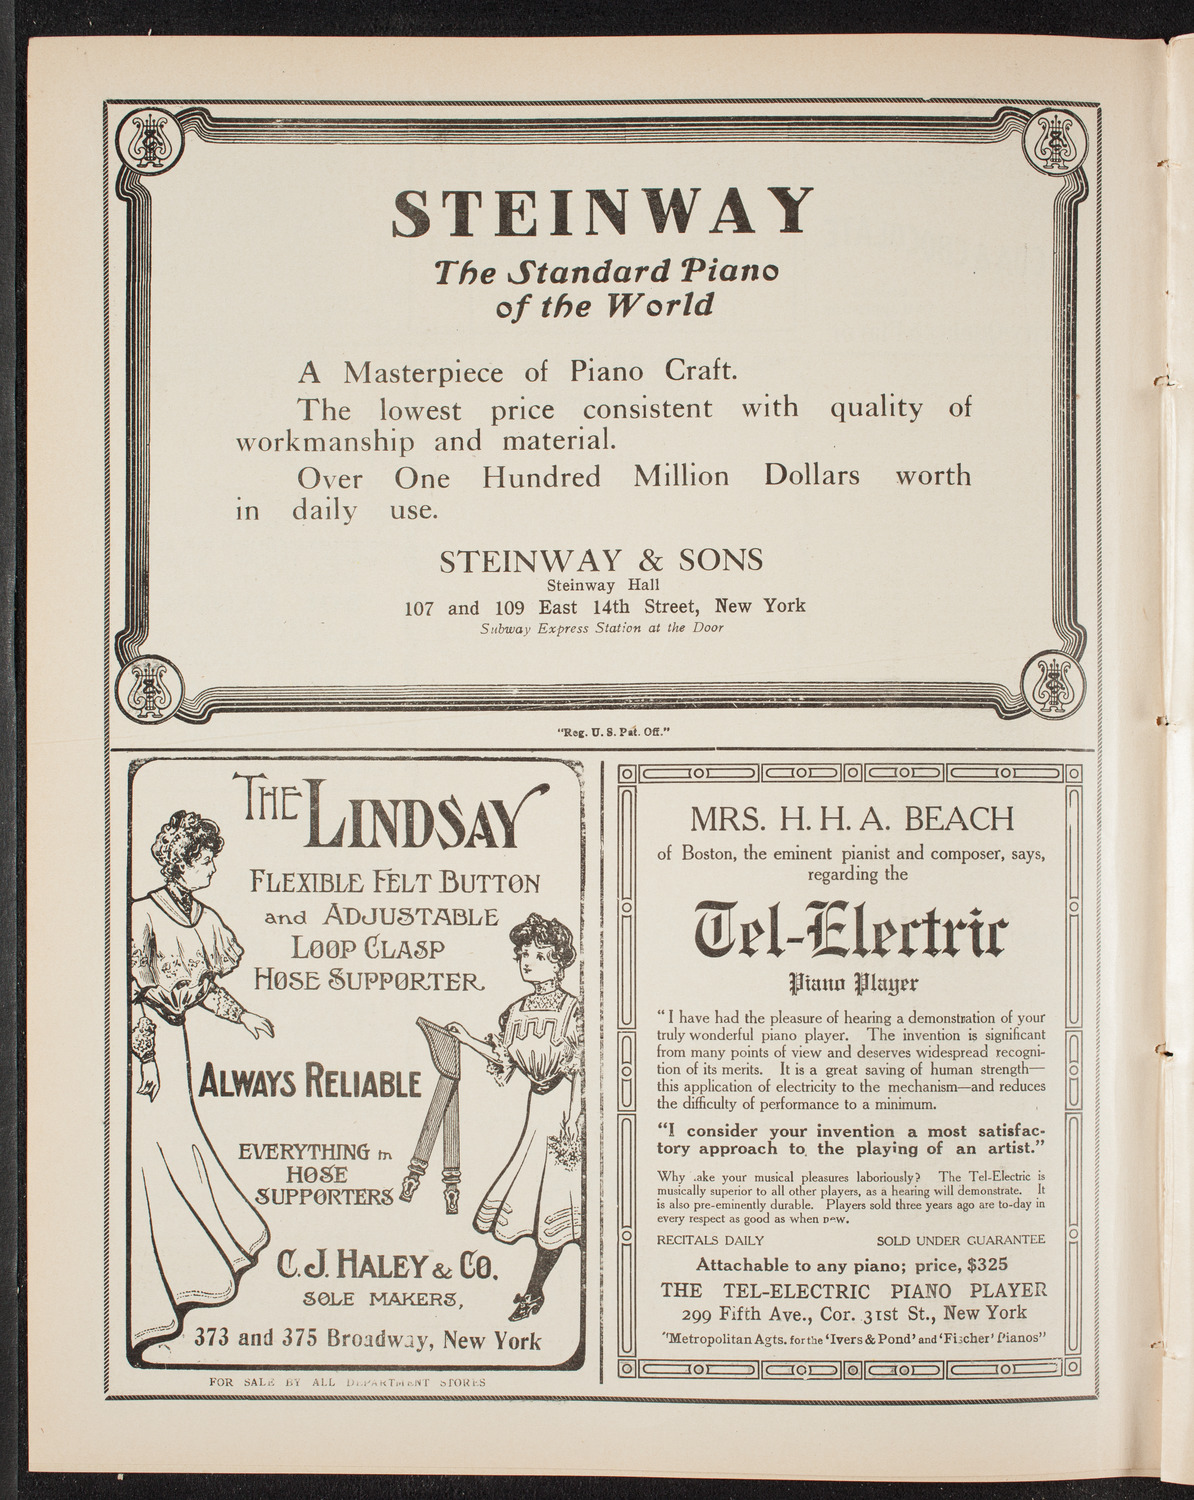 STEINWAY
The Standard Piano
of the World
A Masterpiece of Piano Craft.
The lowest price consistent with quality of
workmanship and material.
Over One Hundred Million Dollars worth
in daily use.
STEINWAY & SONS
Steinway Hall
107 and 109 East 14th Street, New York
Subway Express Station at the Door
"Reg. U. S. Pat. Off."
THE LINDSAY
FLEXIBLE FELT BUTTON
and ADJUSTABLE
LOOP CLASP
HOSE SUPPORTER
ALWAYS RELIABLE
EVERYTHING in
HOSE
SUPPORTERS
C. J. HALEY & CO.
SOLE MAKERS,
373 and 375 Broadway, New York
FOR SALE BY ALL DEPARTMENT STORES
MRS. H. H. A. BEACH
of Boston, the eminent pianist and composer, says,
regarding the
Tel-Electric
Piano Player
"I have had the pleasure of hearing a demonstration of your
truly wonderful piano player. The invention is significant
from many points of view and deserves widespread recogni-
tion of its merits. It is a great saving of human strength—
this application of electricity to the mechanism—and reduces
the difficulty of performance to a minimum.
"I consider your invention a most satisfac-
tory approach to the playing of an artist."
Why .ake your musical pleasures laboriously? The Tel-Electric is
musically superior to all other players, as a hearing will demonstrate. It
is also pre-eminently durable. Players sold three years ago are to-day in
every respect as good as when new.
RECITALS DAILY SOLD UNDER GUARANTEE
Attachable to any piano; price, $325
THE TEL-ELECTRIC PIANO PLAYER
299 Fifth Ave., Cor. 31st St., New York
"Metropolitan Agts. for the 'Ivers & Pond' and 'Fischer' Pianos"